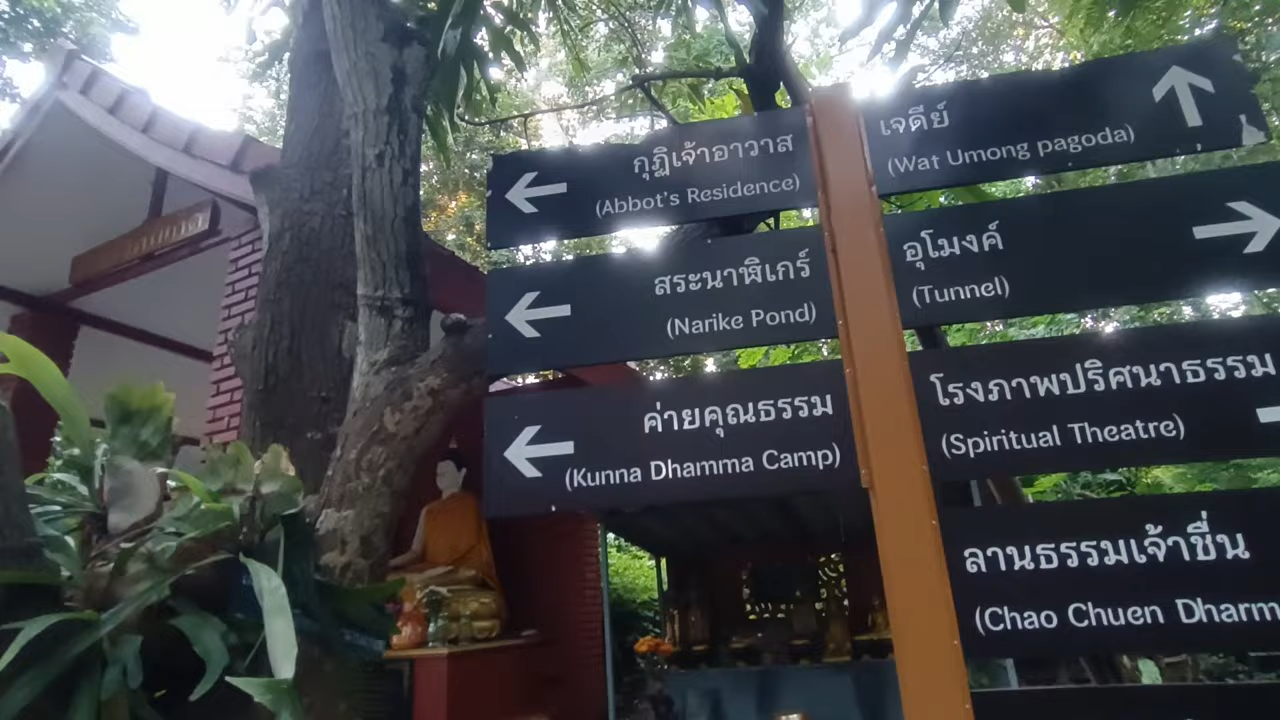 กุฏิเจ้าอาวาส
(Abbot's Residence)
สระนาฬิเกร์
(Narike Pond)
ค่ายคุณธรรม
(Kunna Dhamma Camp)
เจดีย์
(Wat Umong pagoda)
อุโมงค์
(Tunnel)
โรงภาพปริศนาธรรม
(Spiritual Theatre)
ลานธรรมเจ้าชื่น
(Chao Chuen Dharm